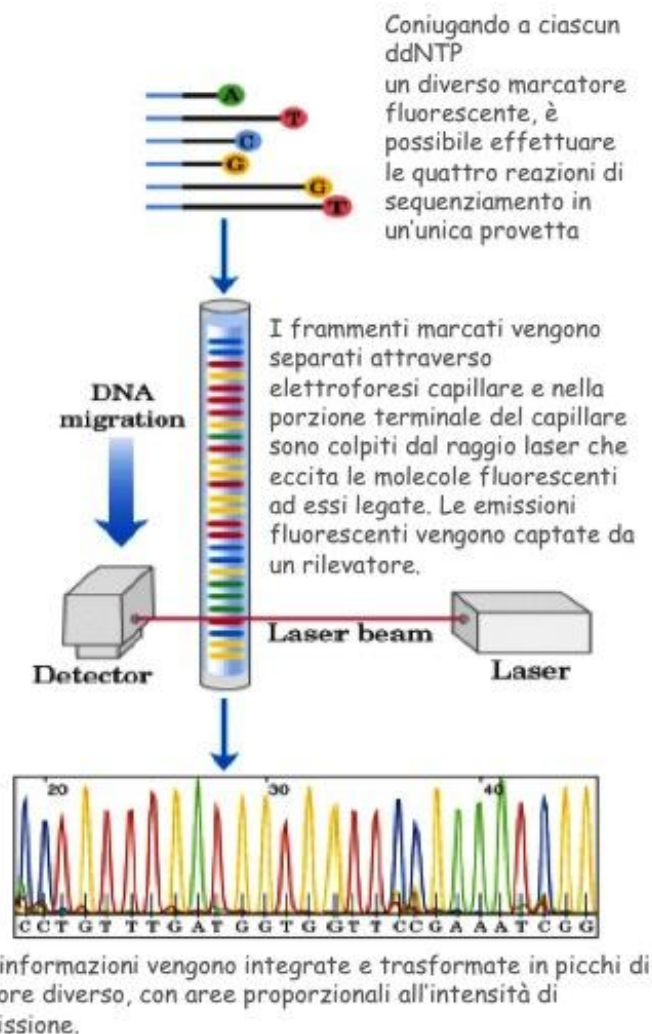 Coniugando a ciascun
ddNTP
un diverso marcatore
fluorescente, è
possibile effettuare
le quattro reazioni di
sequenziamento in
un'unica provetta
A
T
C
G
G
T
I frammenti marcati vengono
separati attraverso
elettroforesi capillare e nella
porzione terminale del capillare
sono colpiti dal raggio laser che
eccita le molecole fluorescenti
ad essi legate. Le emissioni
fluorescenti vengono captate da
un rilevatore.
DNA
migration
Laser beam
Detector
Laser
20 30 40
C C T G T T T G A T G G T G G T T C C G A A A T C G G
informazioni vengono integrate e trasformate in picchi di
ore diverso, con aree proporzionali all'intensità di
issione.